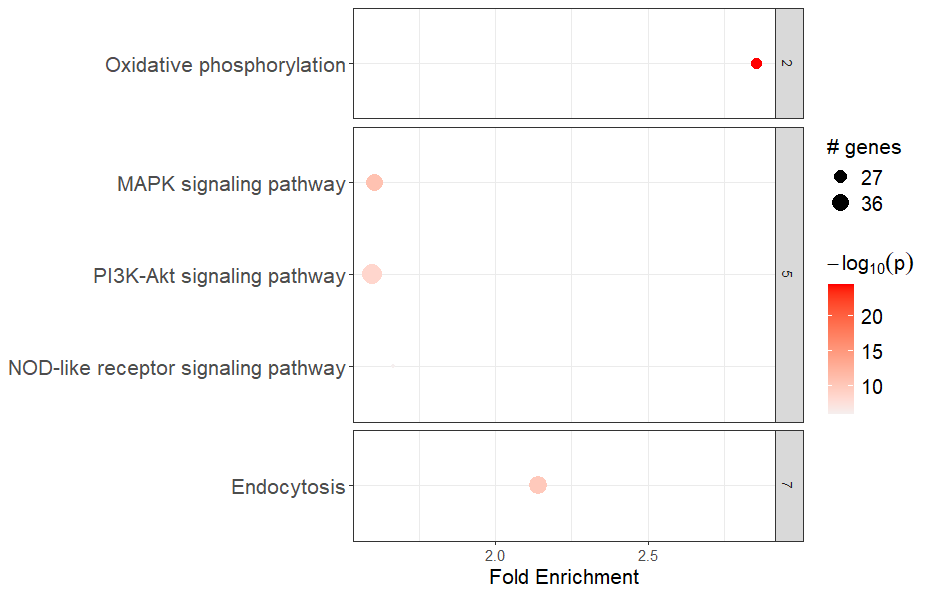 Oxidative phosphorylation
2
MAPK signaling pathway
PI3K-Akt signaling pathway
NOD-like receptor signaling pathway
5
Endocytosis
7
2.0 2.5
Fold Enrichment
# genes
27
36
−log₁₀(p)
20
15
10